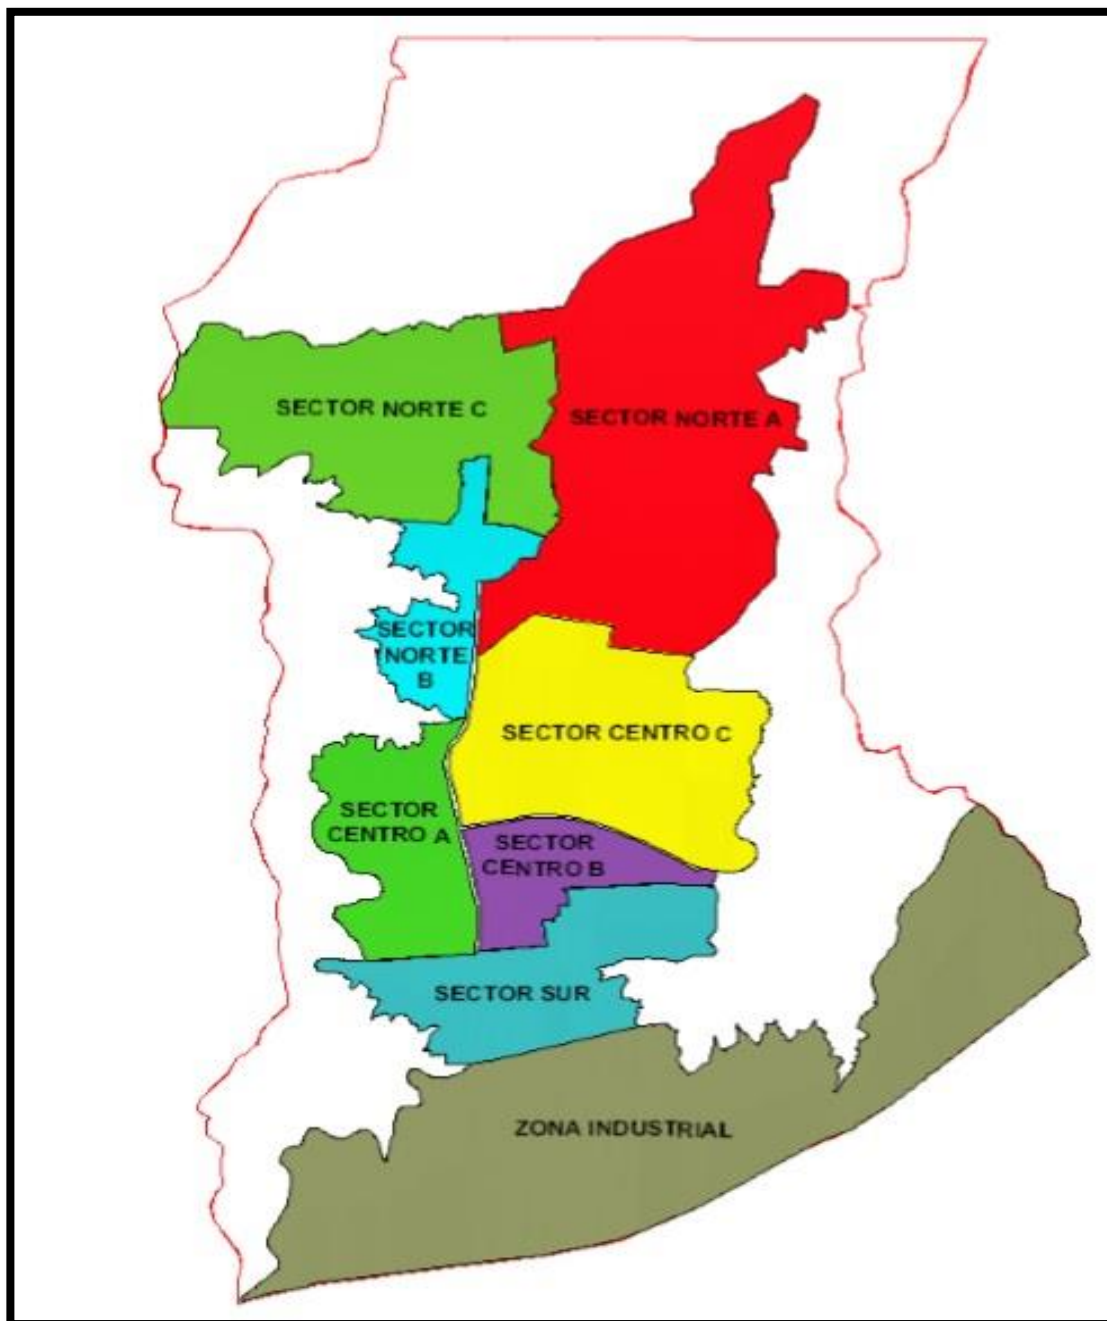 SECTOR NORTE C
SECTOR NORTE A
SECTOR
NORTE
B
SECTOR CENTRO C
SECTOR
CENTRO A
SECTOR
CENTRO B
SECTOR SUR
ZONA INDUSTRIAL